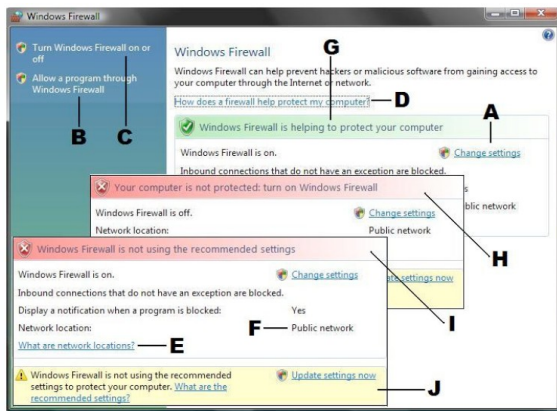 Windows Firewall
Turn Windows Firewall on or
off
Allow a program through
Windows Firewall
B
C
Windows Firewall
G
Windows Firewall can help prevent hackers or malicious software from gaining access to
your computer through the Internet or network.
How does a firewall help protect my computer?
D
Windows Firewall is helping to protect your computer
A
Windows Firewall is on.
Change settings
Inbound connections that do not have an exception are blocked.
s
blic network
Your computer is not protected: turn on Windows Firewall
Windows Firewall is off.
Change settings
Network location:
Public network
H
ate settings now
Windows Firewall is not using the recommended settings
Windows Firewall is on.
Change settings
I
Inbound connections that do not have an exception are blocked.
Display a notification when a program is blocked:
Yes
Network location:
F
Public network
What are network locations?
E
Windows Firewall is not using the recommended
settings to protect your computer. What are the
recommended settings?
Update settings now
J